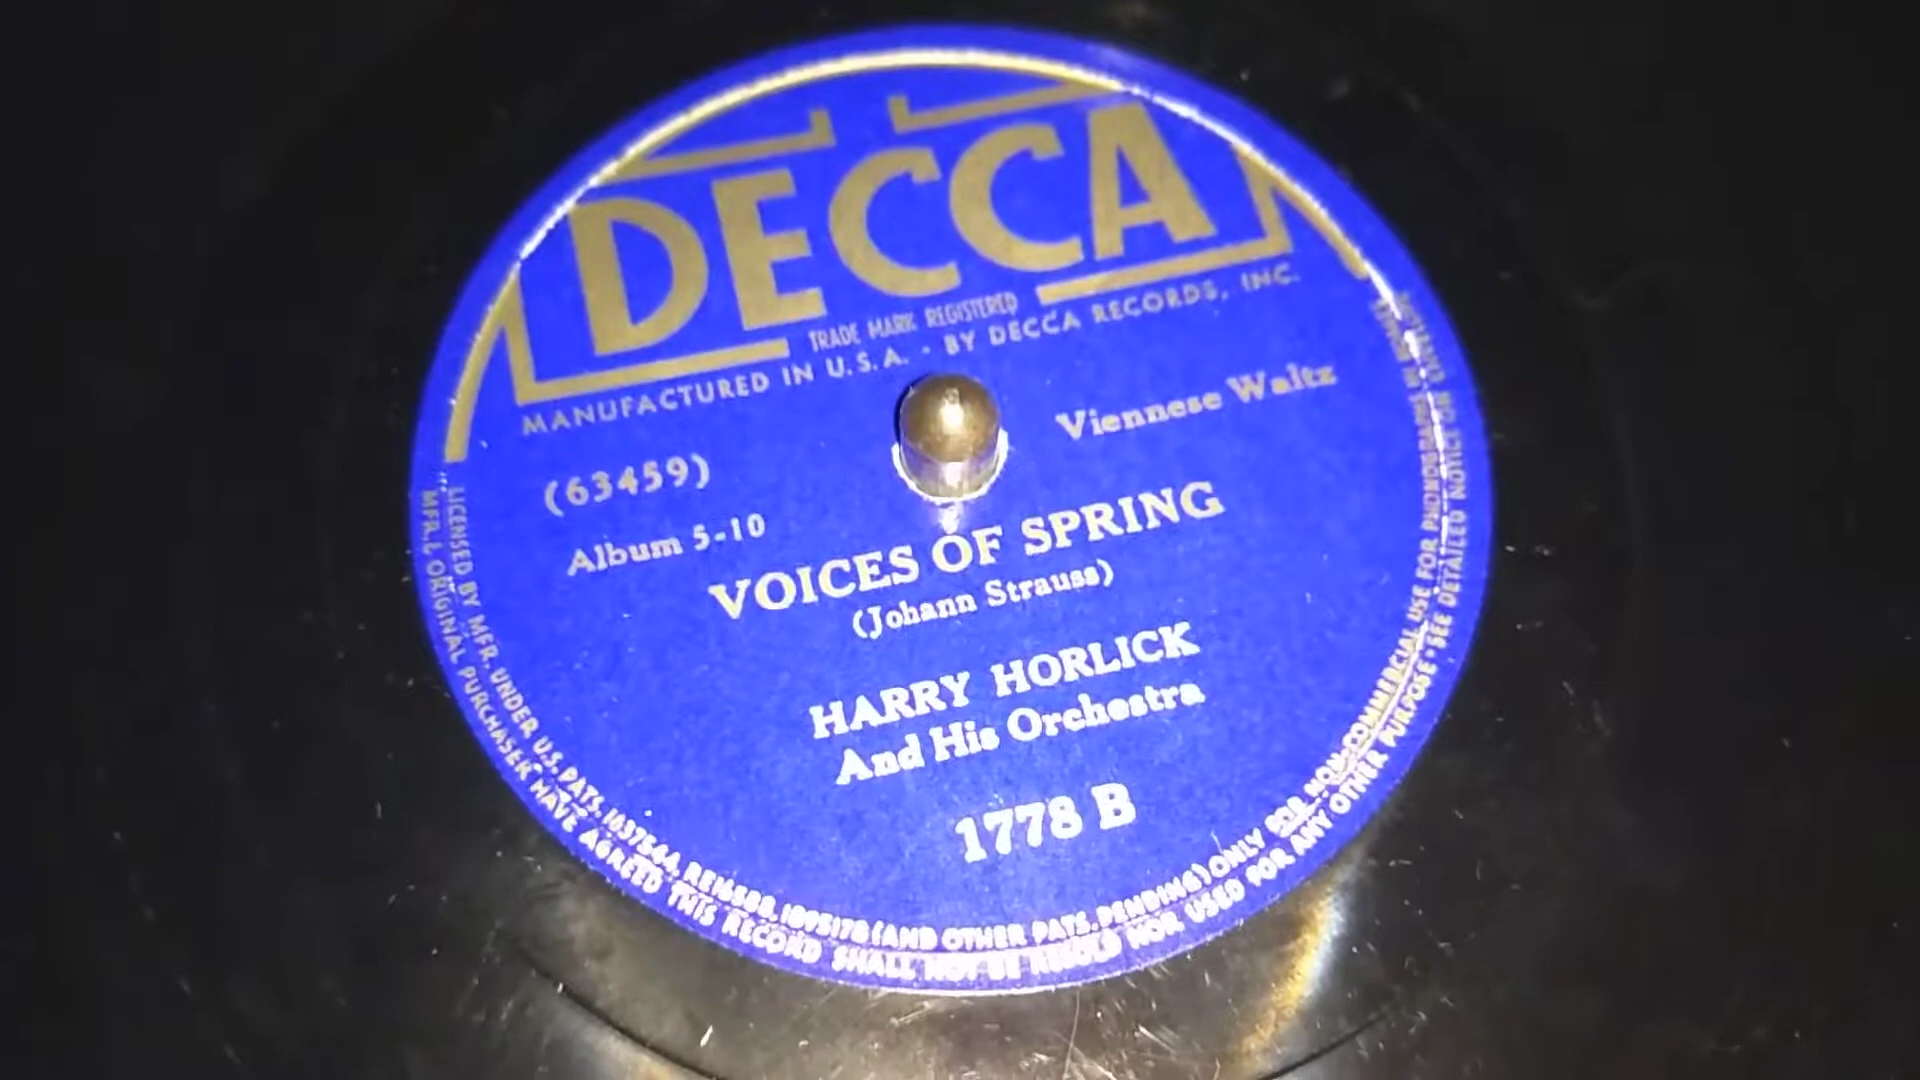 DECCA
TRADE MARK REGISTERED
MANUFACTURED IN U.S.A. · BY DECCA RECORDS, INC.
Viennese Waltz
(63459)
Album 5-10
VOICES OF SPRING
(Johann Strauss)
HARRY HORLICK
And His Orchestra
1778 B
LICENSED BY MFR. UNDER U.S. PATS. 1637544, RE16588, 1895178 (AND OTHER PATS. PENDING) ONLY FOR NON-COMMERCIAL USE FOR PHONOGRAPHS IN HOMES.
MFR. & ORIGINAL PURCHASER HAVE AGREED THIS RECORD SHALL NOT BE RESOLD NOR USED FOR ANY OTHER PURPOSE · SEE DETAILED NOTICE ON